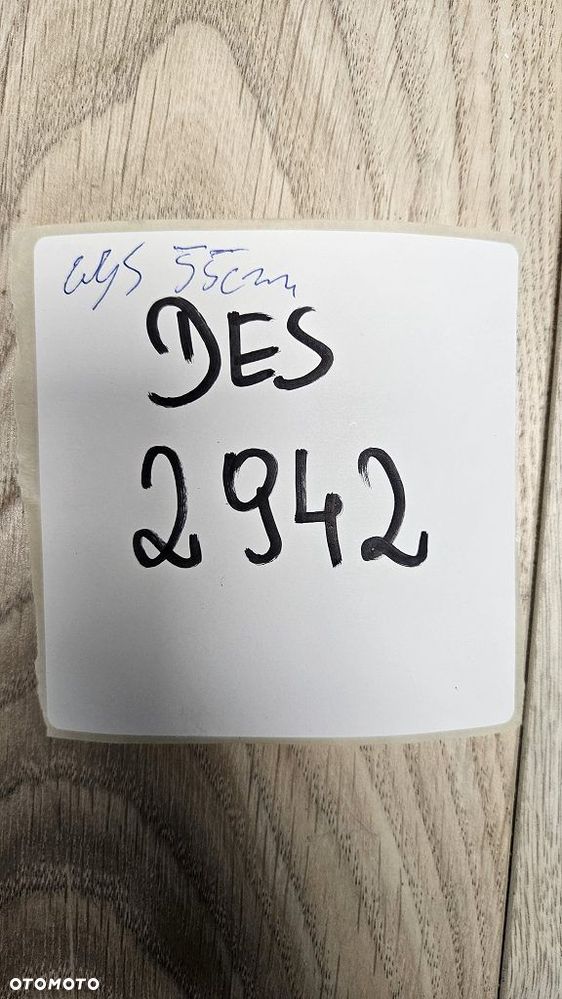 wys 55cm
DES
2942
OTOMOTO